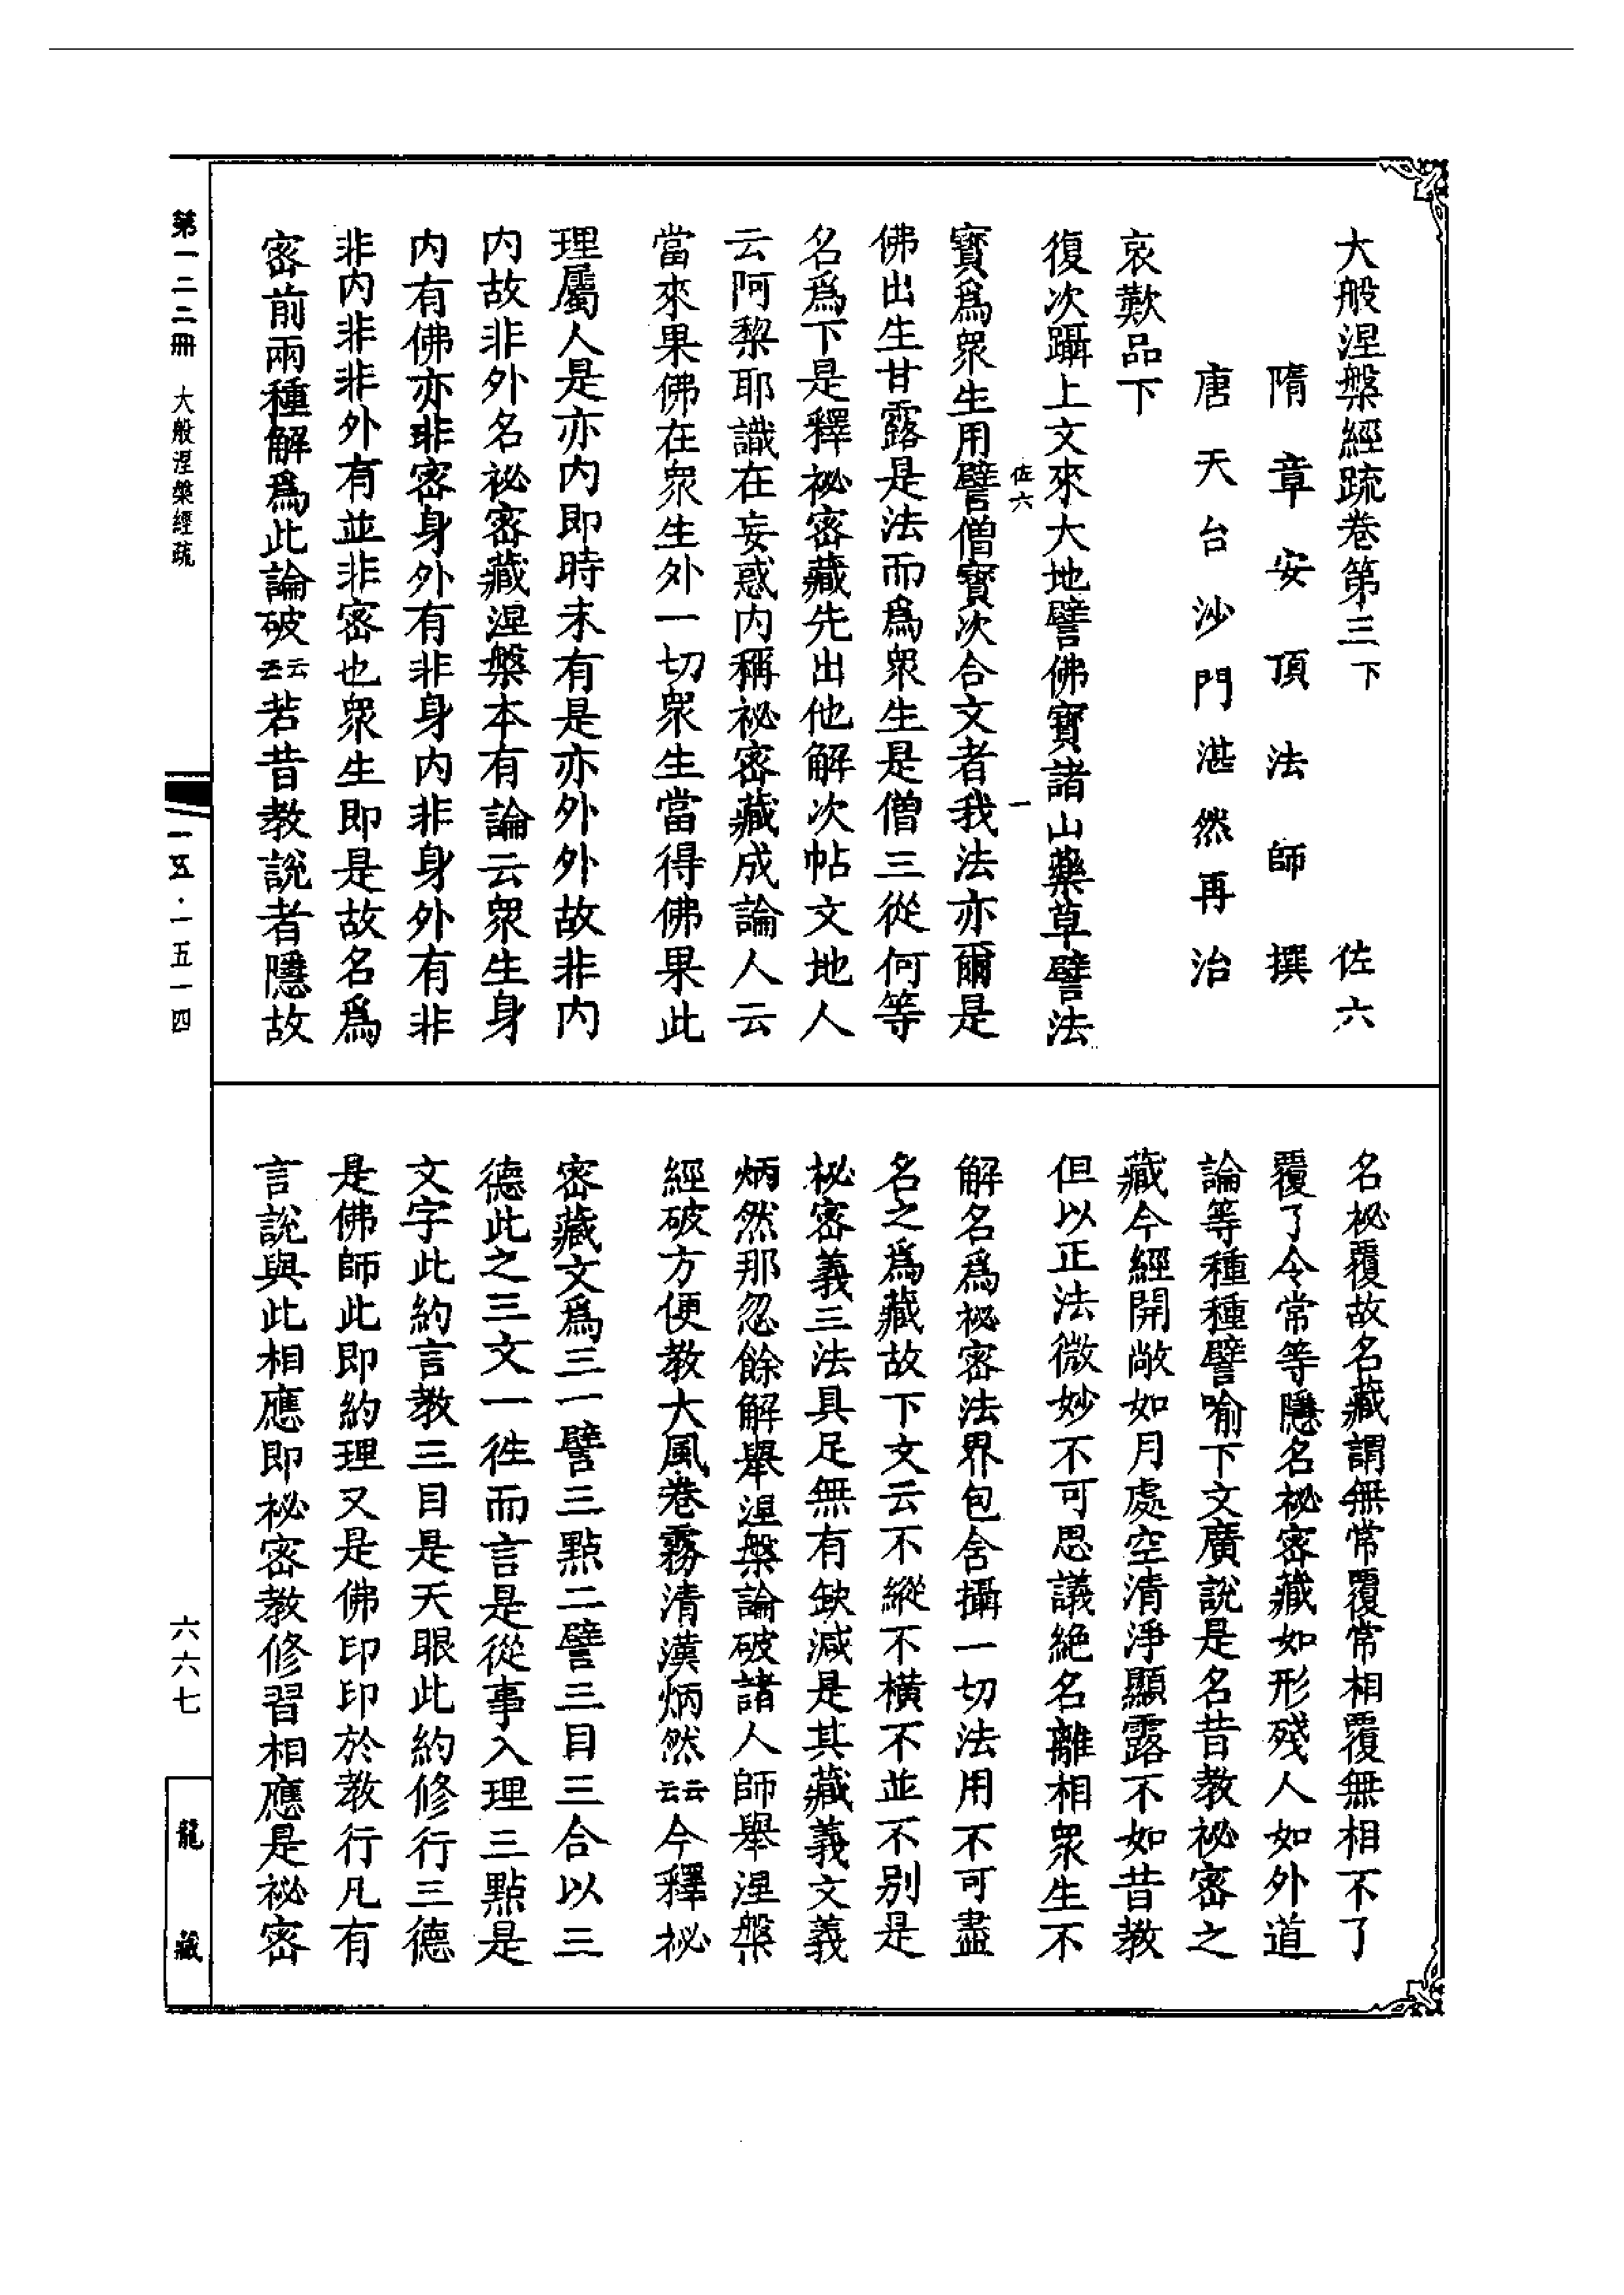 大般涅槃經疏卷第三下　佐六
隋章安頂法師撰
唐天台沙門湛然再治
哀歎品下
復次躡上文來大地譬佛寶諸山藥草譬法
佐六　一
寶爲衆生用譬僧寶次合文者我法亦爾是
佛出生甘露是法而爲衆生是僧三從何等
名爲下是釋祕密藏先出他解次帖文地人
云阿黎耶識在妄惑內稱祕密藏成論人云
當來果佛在衆生外一切衆生當得佛果此
理屬人是亦內即時未有是亦外外故非內
內故非外名祕密藏涅槃本有論云衆生身
內有佛亦非密身外有非身內非身外有非
非內非非外有並非密也衆生即是故名爲
密前兩種解爲此論破云云若昔教說者隱故
名祕覆故名藏謂無常覆常相覆無相不了
覆了令常等隱名祕密藏如形殘人如外道
論等種種譬喻下文廣說是名昔教祕密之
藏今經開敞如月處空清淨顯露不如昔教
但以正法微妙不可思議絕名離相衆生不
解名爲祕密法界包含攝一切法用不可盡
名之爲藏故下文云不縱不橫不並不別是
祕密義三法具足無有缺減是其藏義文義
炳然那忽餘解舉涅槃論破諸人師舉涅槃
經破方便教大風卷霧清漢炳然云云今釋祕
密藏文爲三一譬三點二譬三目三合以三
德此之三文一往而言是從事入理三點是
文字此約言教三目是天眼此約修行三德
是佛師此即約理又是佛印印於教行凡有
言說與此相應即祕密教修習相應是祕密
第一二二冊　大般涅槃經疏
一五·一五一四
六六七
龍藏